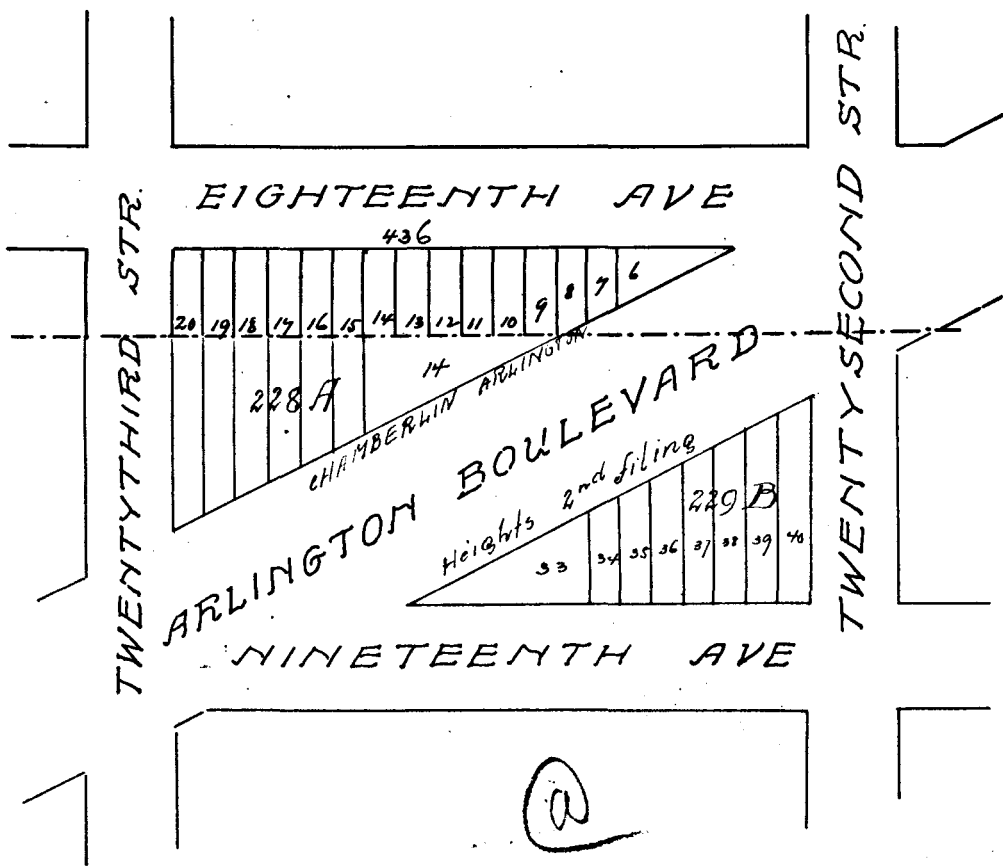 EIGHTEENTH AVE
436
TWENTYTHIRD STR.
TWENTYSECOND STR.
20 19 18 17 16 15 14 13 12 11 10 9 8 7 6
14
228 A
CHAMBERLIN ARLINGTON
ARLINGTON BOULEVARD
Heights 2nd filing
229 B
33 34 35 36 37 38 39 40
NINETEENTH AVE
a